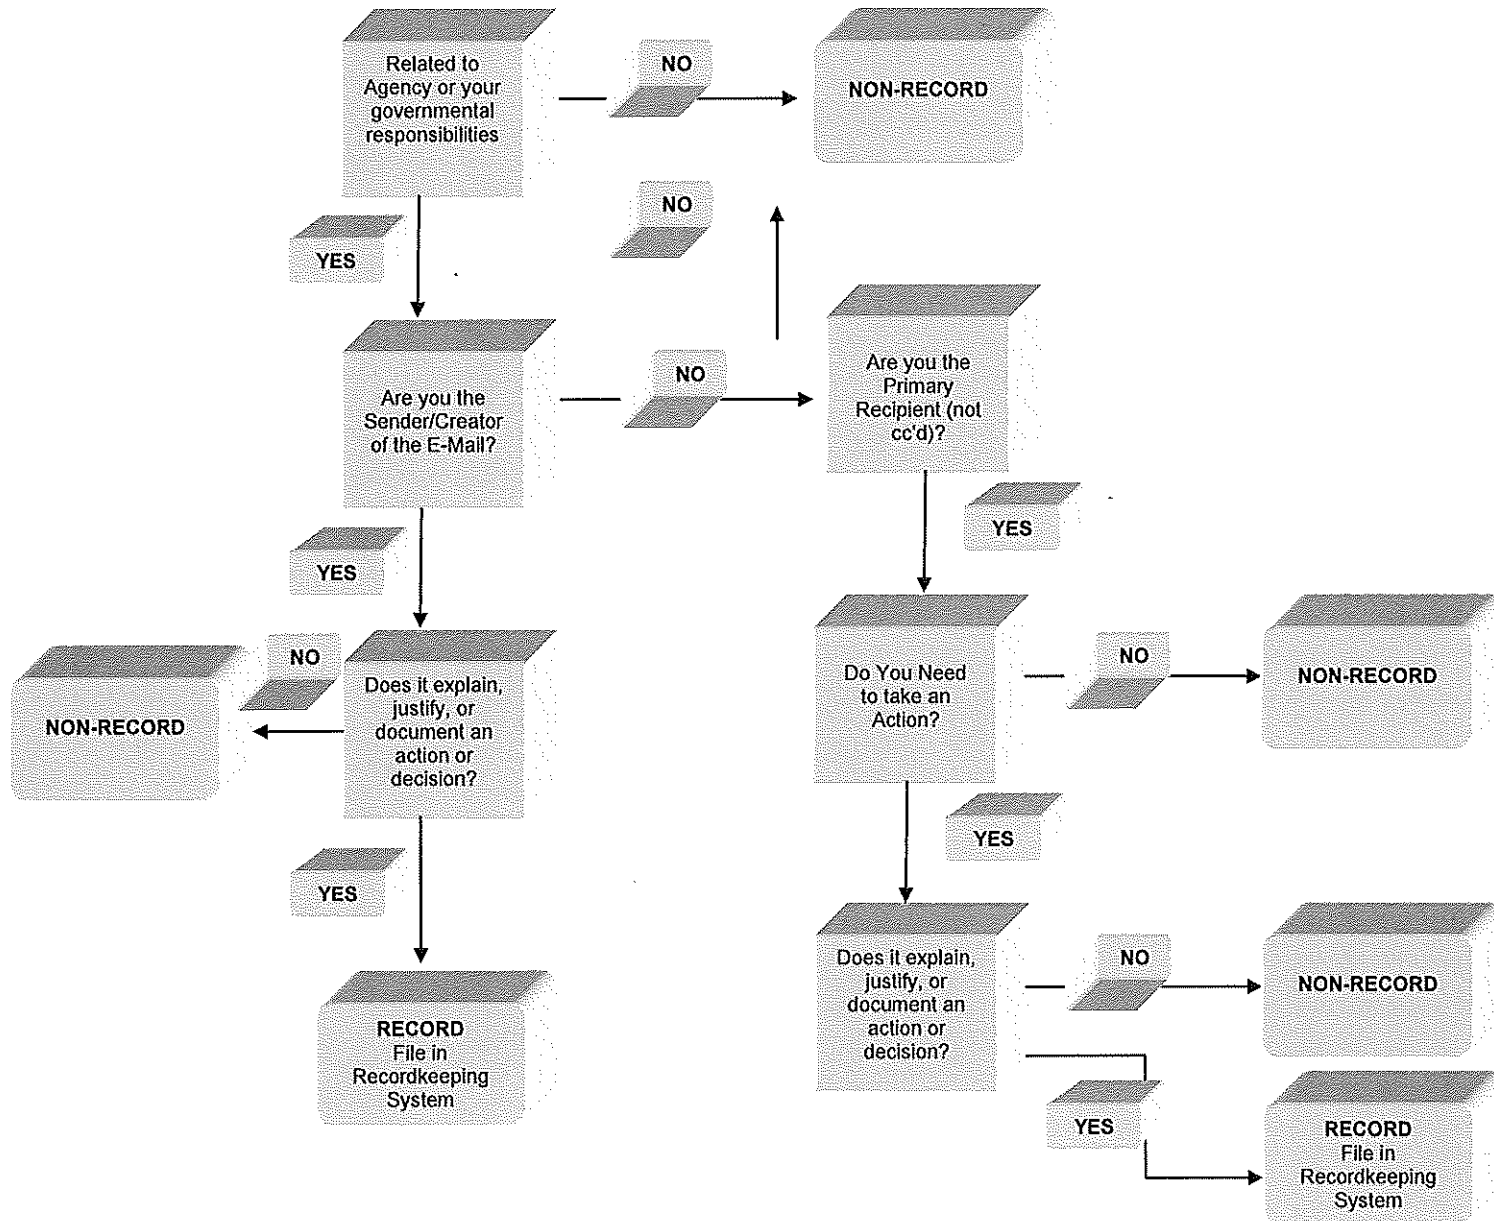 Related to
Agency or your
governmental
responsibilities
NO
NON-RECORD
NO
YES
Are you the
Sender/Creator
of the E-Mail?
NO
Are you the
Primary
Recipient (not
cc'd)?
YES
YES
NON-RECORD
NO
Does it explain,
justify, or
document an
action or
decision?
Do You Need
to take an
Action?
NO
NON-RECORD
YES
YES
RECORD
File in
Recordkeeping
System
Does it explain,
justify, or
document an
action or
decision?
NO
NON-RECORD
YES
RECORD
File in
Recordkeeping
System